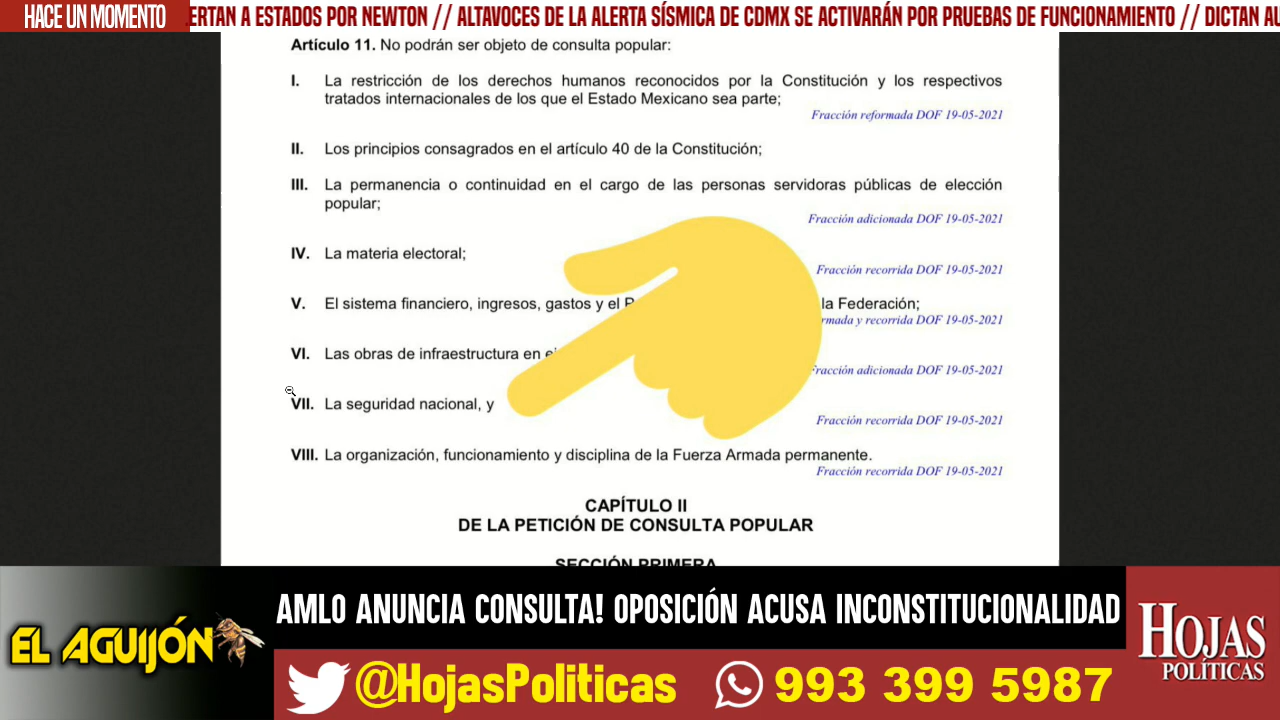 HACE UN MOMENTO
ERTAN A ESTADOS POR NEWTON // ALTAVOCES DE LA ALERTA SÍSMICA DE CDMX SE ACTIVARÁN POR PRUEBAS DE FUNCIONAMIENTO // DICTAN AU
Artículo 11. No podrán ser objeto de consulta popular:
I. La restricción de los derechos humanos reconocidos por la Constitución y los respectivos
tratados internacionales de los que el Estado Mexicano sea parte;
Fracción reformada DOF 19-05-2021
II. Los principios consagrados en el artículo 40 de la Constitución;
III. La permanencia o continuidad en el cargo de las personas servidoras públicas de elección
popular;
Fracción adicionada DOF 19-05-2021
IV. La materia electoral;
Fracción recorrida DOF 19-05-2021
V. El sistema financiero, ingresos, gastos y el la Federación;
rmada y recorrida DOF 19-05-2021
VI. Las obras de infraestructura en
Fracción adicionada DOF 19-05-2021
VII. La seguridad nacional, y
Fracción recorrida DOF 19-05-2021
VIII. La organización, funcionamiento y disciplina de la Fuerza Armada permanente.
Fracción recorrida DOF 19-05-2021
CAPÍTULO II
DE LA PETICIÓN DE CONSULTA POPULAR
SECCIÓN PRIMERA
EL AGUIJÓN
AMLO ANUNCIA CONSULTA! OPOSICIÓN ACUSA INCONSTITUCIONALIDAD
@HojasPoliticas
993 399 5987
HOJAS
POLÍTICAS